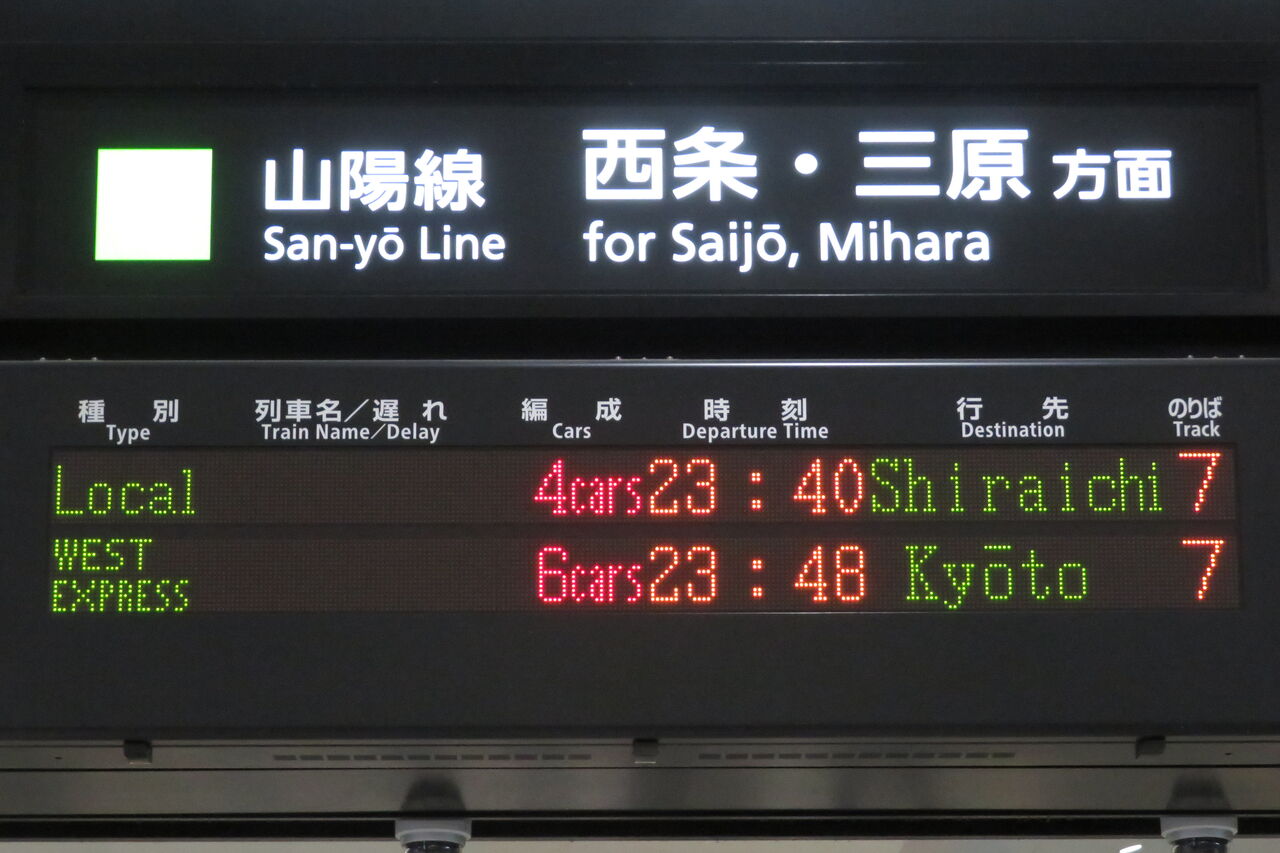 山陽線 西条・三原 方面
San-yō Line for Saijō, Mihara
種別 列車名／遅れ 編成 時刻 行先 のりば
Type Train Name／Delay Cars Departure Time Destination Track
Local 4cars 23:40 Shiraichi 7
WEST
EXPRESS 6cars 23:48 Kyōto 7